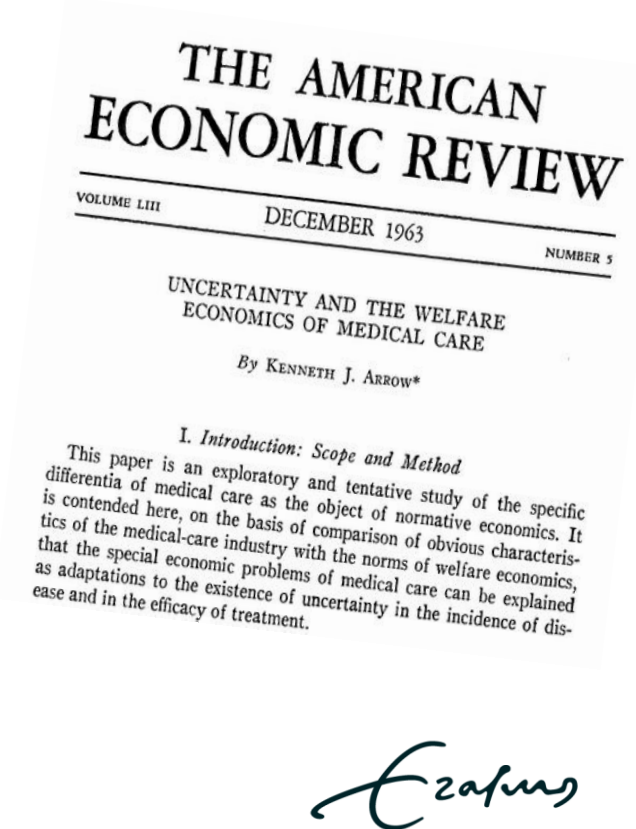 THE AMERICAN
ECONOMIC REVIEW
VOLUME LIII DECEMBER 1963 NUMBER 5
UNCERTAINTY AND THE WELFARE
ECONOMICS OF MEDICAL CARE
By KENNETH J. ARROW*
I. Introduction: Scope and Method
This paper is an exploratory and tentative study of the specific
differentia of medical care as the object of normative economics. It
is contended here, on the basis of comparison of obvious characteris-
tics of the medical-care industry with the norms of welfare economics,
that the special economic problems of medical care can be explained
as adaptations to the existence of uncertainty in the incidence of dis-
ease and in the efficacy of treatment.
Erasmus